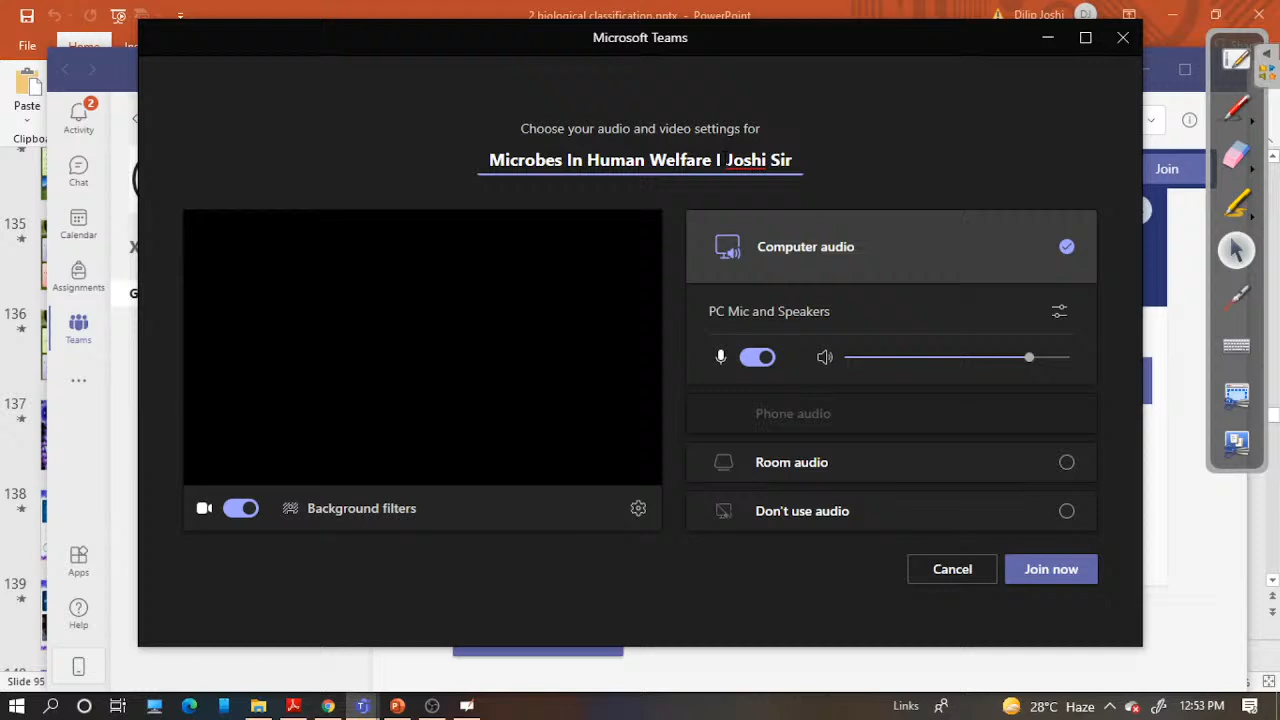 2 biological classification.pptx - PowerPoint
Dilip Joshi
DJ
File
Home
Microsoft Teams
Paste
Clipboa
2
Activity
Chat
Calendar
Assignments
Teams
Apps
Help
135
136
137
138
139
Slide 95
Choose your audio and video settings for
Microbes In Human Welfare I Joshi Sir
Join
Computer audio
PC Mic and Speakers
Phone audio
Room audio
Background filters
Don't use audio
Cancel
Join now
Links
28°C Haze
12:53 PM